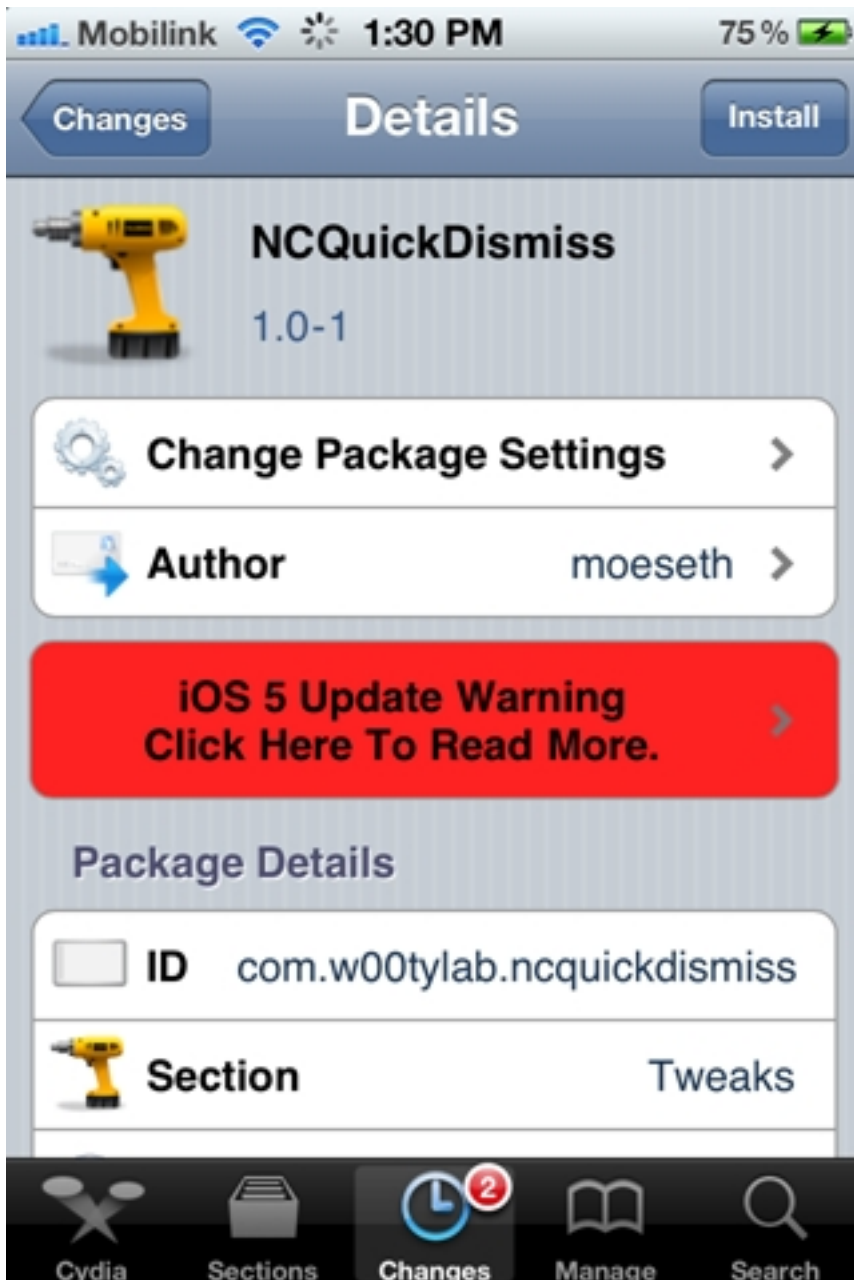 Mobilink 1:30 PM 75%
Changes Details Install
NCQuickDismiss
1.0-1
Change Package Settings
Author moeseth
iOS 5 Update Warning
Click Here To Read More.
Package Details
ID com.w00tylab.ncquickdismiss
Section Tweaks
2
Cydia Sections Changes Manage Search